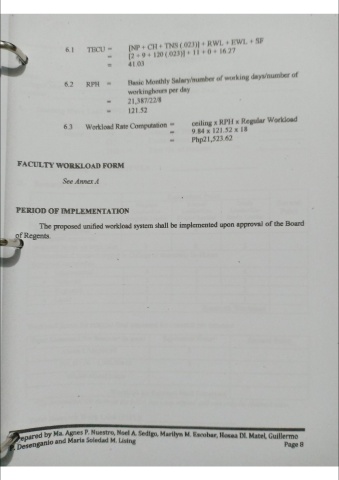 6.1 TECU = [NP + CH + TNS (.023)] + RWL + EWL + SF
= [2 + 9 + 120 (.023)] + 11 + 0 + 16.27
= 41.03
6.2 RPH = Basic Monthly Salary/number of working days/number of
workinghours per day
= 21,387/22/8
= 121.52
6.3 Workload Rate Computation = ceiling x RPH x Regular Workload
= 9.84 x 121.52 x 18
= Php21,523.62
FACULTY WORKLOAD FORM
See Annex A
PERIOD OF IMPLEMENTATION
The proposed unified workload system shall be implemented upon approval of the Board
of Regents.
Prepared by Ma. Agnes P. Nuestro, Noel A. Sedigo, Marilyn M. Escobar, Hosea Dl. Matel, Guillermo
Desenganio and Maria Soledad M. Lising Page 8